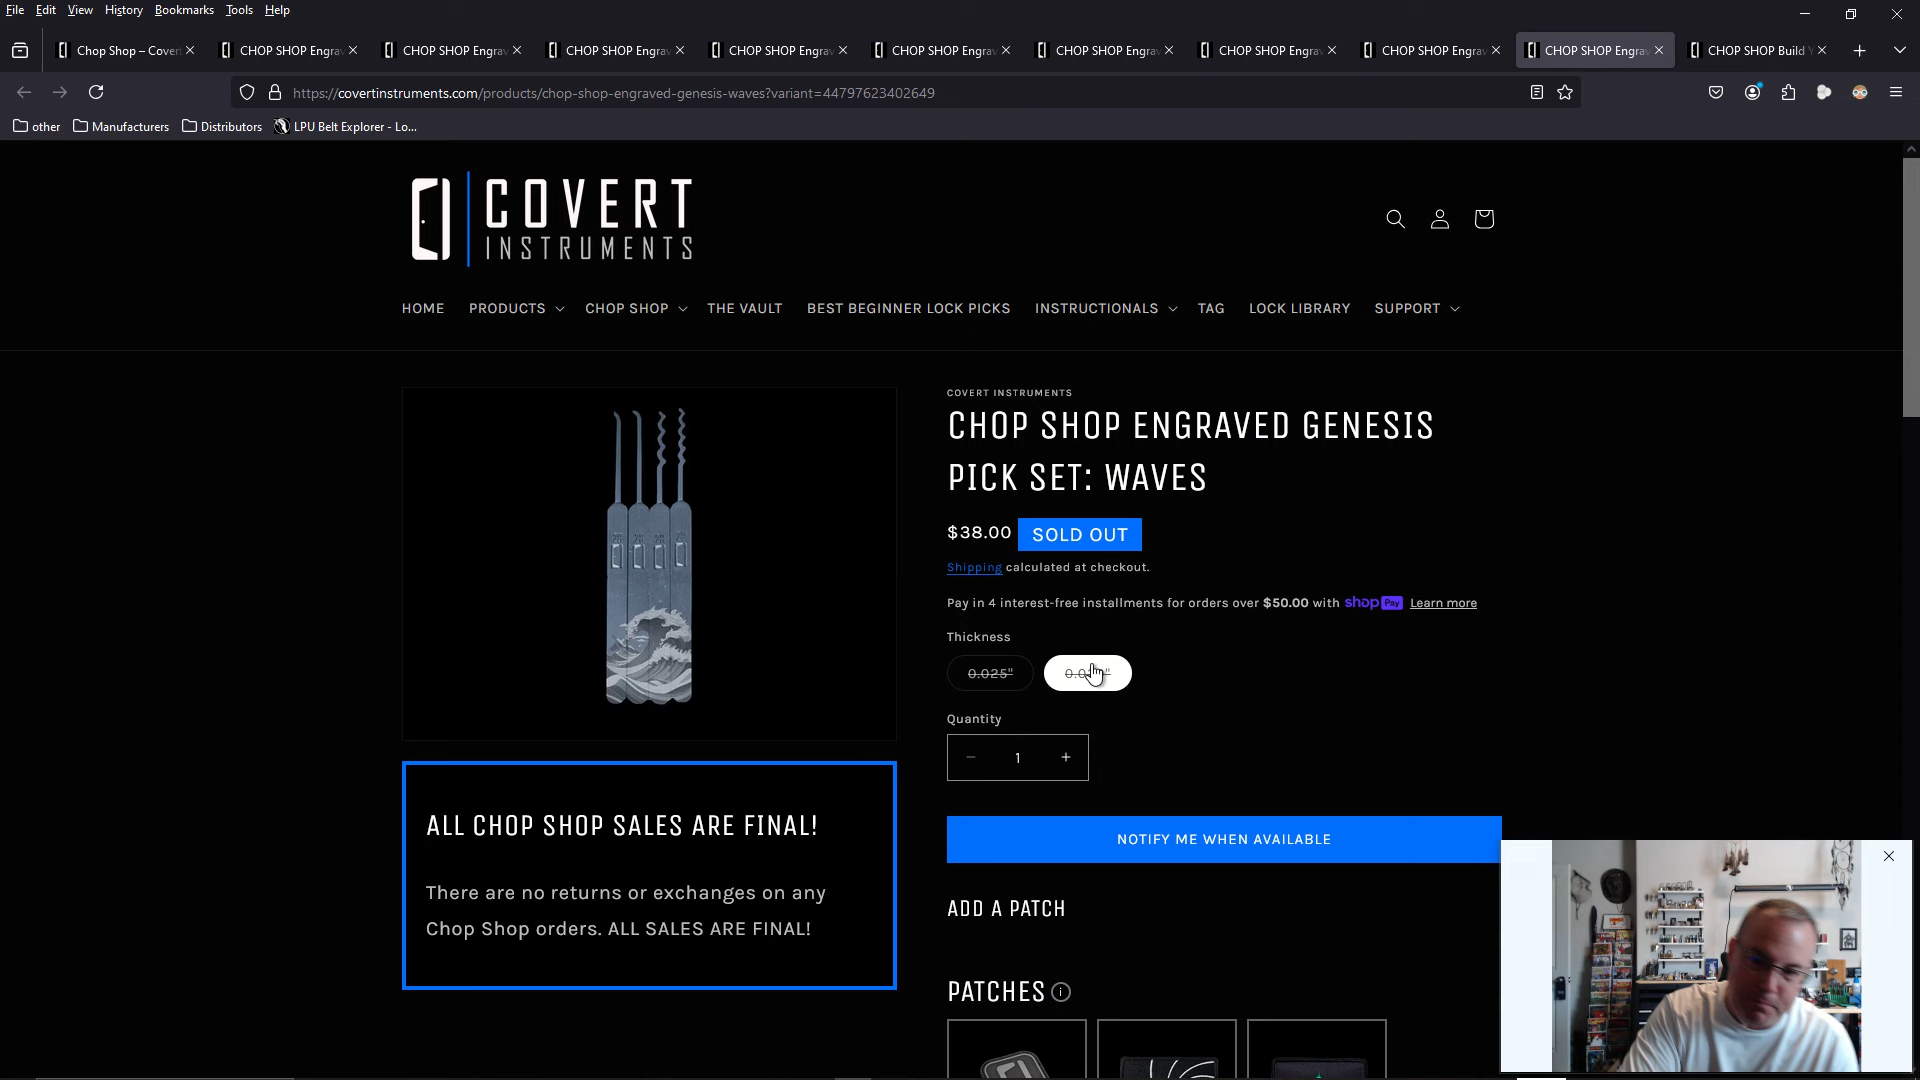 File Edit View History Bookmarks Tools Help
Chop Shop – Cover
CHOP SHOP Engrav
CHOP SHOP Engrav
CHOP SHOP Engrav
CHOP SHOP Engrav
CHOP SHOP Engrav
CHOP SHOP Engrav
CHOP SHOP Engrav
CHOP SHOP Engrav
CHOP SHOP Engrav
CHOP SHOP Build Y
https://covertinstruments.com/products/chop-shop-engraved-genesis-waves?variant=44797623402649
other Manufacturers Distributors LPU Belt Explorer - Lo...
COVERT
INSTRUMENTS
HOME PRODUCTS CHOP SHOP THE VAULT BEST BEGINNER LOCK PICKS INSTRUCTIONALS TAG LOCK LIBRARY SUPPORT
COVERT INSTRUMENTS
CHOP SHOP ENGRAVED GENESIS
PICK SET: WAVES
$38.00 SOLD OUT
Shipping calculated at checkout.
Pay in 4 interest-free installments for orders over $50.00 with shop Pay Learn more
Thickness
0.025"
Quantity
1
NOTIFY ME WHEN AVAILABLE
ADD A PATCH
PATCHES
ALL CHOP SHOP SALES ARE FINAL!
There are no returns or exchanges on any
Chop Shop orders. ALL SALES ARE FINAL!